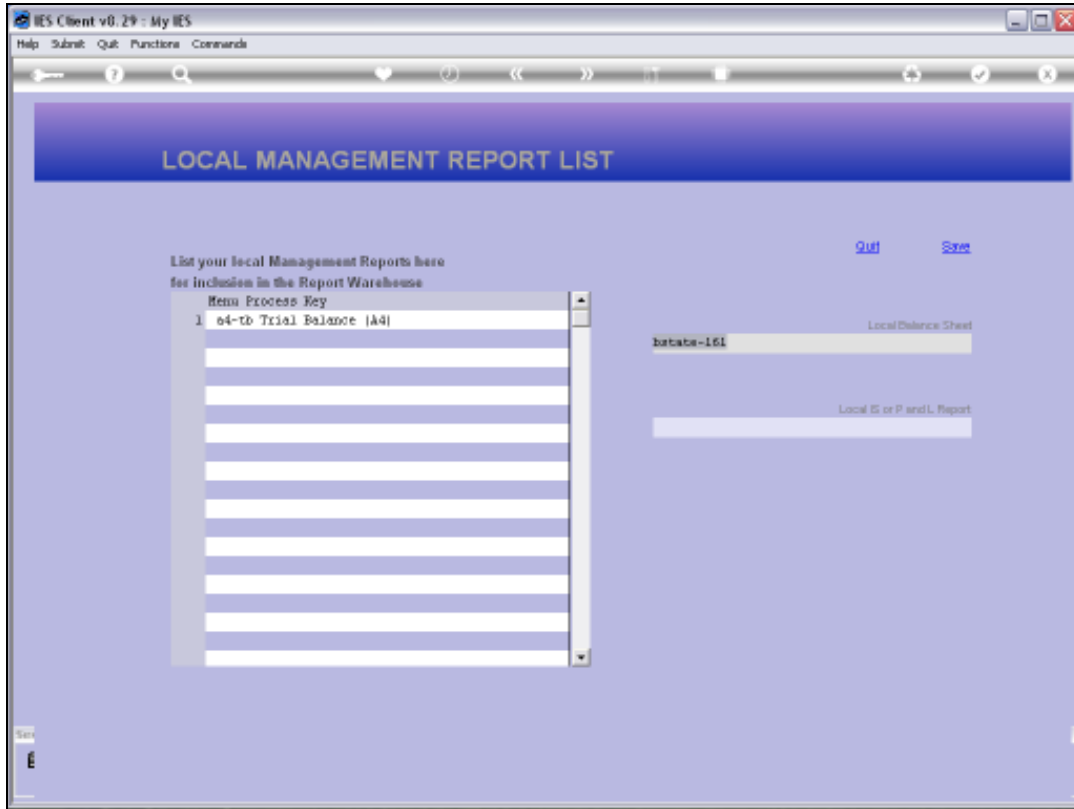 IES Client v8.29 : My IES
Help Submit Quit Functions Commands
LOCAL MANAGEMENT REPORT LIST
Quit Save
List your local Management Reports here
for inclusion in the Report Warehouse
Menu Process Key
1 a4-tb Trial Balance (A4)
Local Balance Sheet
bstate-161
Local IS or P and L Report